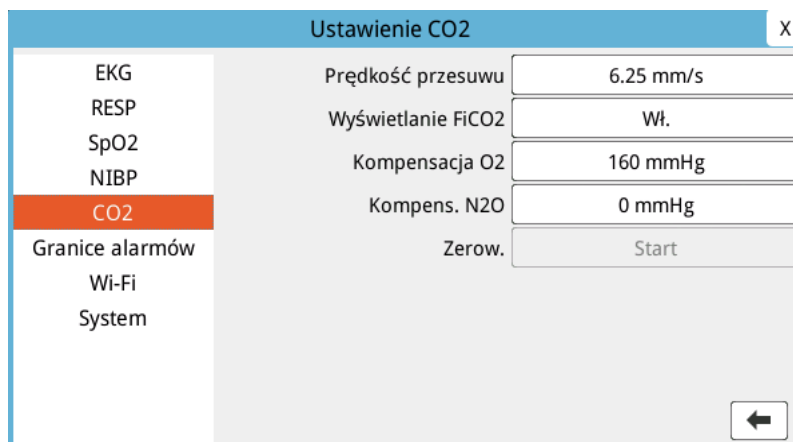 Ustawienie CO2
X
EKG
RESP
SpO2
NIBP
CO2
Granice alarmów
Wi-Fi
System
Prędkość przesuwu 6.25 mm/s
Wyświetlanie FiCO2 Wł.
Kompensacja O2 160 mmHg
Kompens. N2O 0 mmHg
Zerow. Start